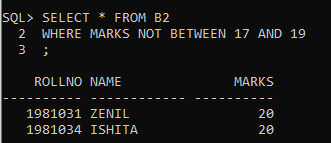 SQL> SELECT * FROM B2
  2  WHERE MARKS NOT BETWEEN 17 AND 19
  3  ;
    ROLLNO NAME               MARKS
---------- ------------- ----------
   1981031 ZENIL                 20
   1981034 ISHITA                20